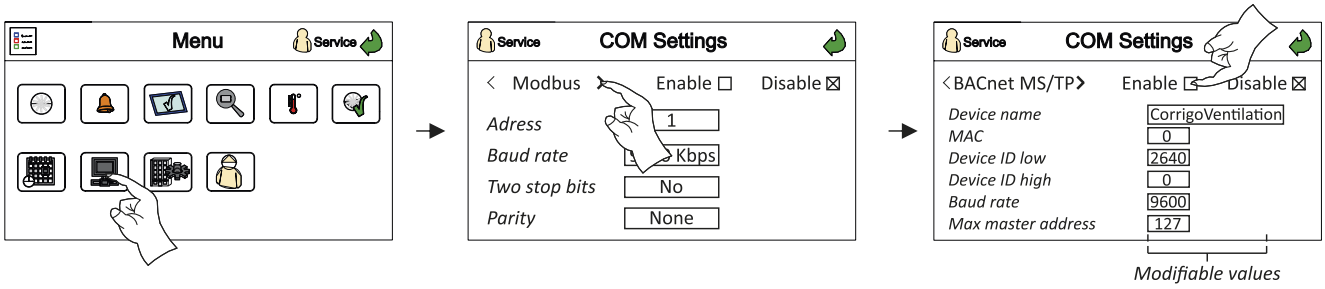 Menu
Service
Service
COM Settings
Modbus
Enable
Disable
Adress
1
Baud rate
Kbps
Two stop bits
No
Parity
None
Service
COM Settings
BACnet MS/TP
Enable
Disable
Device name
CorrigoVentilation
MAC
0
Device ID low
2640
Device ID high
0
Baud rate
9600
Max master address
127
Modifiable values